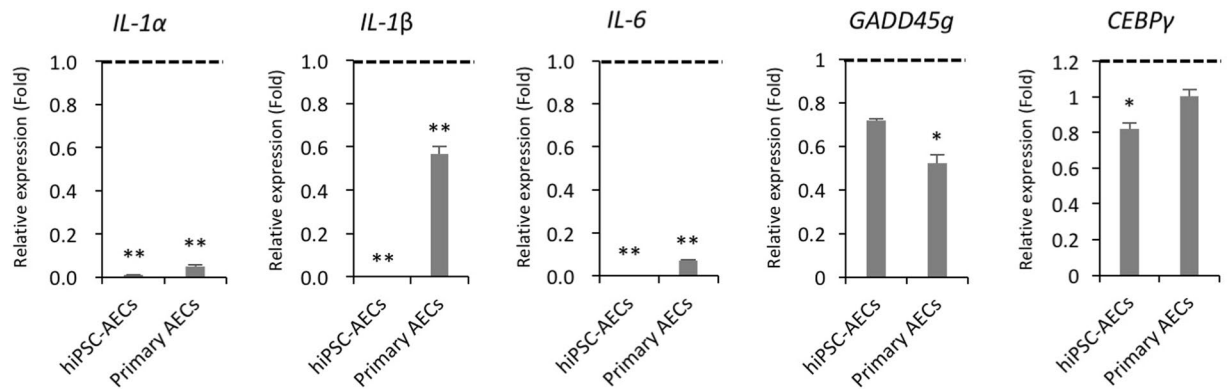 IL-1α
Relative expression (Fold)
1.0
0.8
0.6
0.4
0.2
0.0
**
**
hiPSC-AECs
Primary AECs
IL-1β
Relative expression (Fold)
1.0
0.8
0.6
0.4
0.2
0.0
**
**
hiPSC-AECs
Primary AECs
IL-6
Relative expression (Fold)
1.0
0.8
0.6
0.4
0.2
0.0
**
**
hiPSC-AECs
Primary AECs
GADD45g
Relative expression (Fold)
1
0.8
0.6
0.4
0.2
0
*
hiPSC-AECs
Primary AECs
CEBPγ
Relative expression (Fold)
1.2
1
0.8
0.6
0.4
0.2
0
*
hiPSC-AECs
Primary AECs